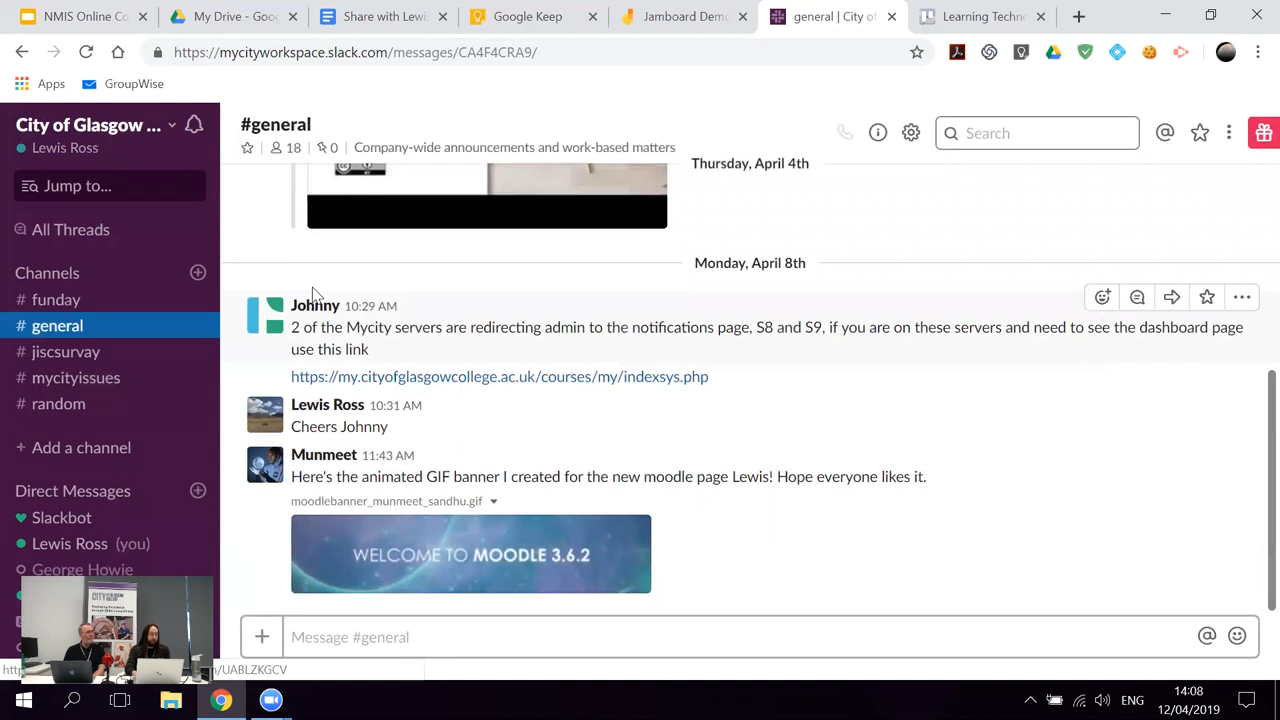 NMIS Online Co
My Drive - Goo
Share with Lewis
Google Keep
Jamboard Demo
general | City of
Learning Techn
https://mycityworkspace.slack.com/messages/CA4F4CRA9/
Apps
GroupWise
City of Glasgow ...
Lewis Ross
Jump to...
All Threads
Channels
# funday
# general
# jiscsurvay
# mycityissues
# random
+ Add a channel
Direct Messages
Slackbot
Lewis Ross (you)
George Howie
#general
18
0
Company-wide announcements and work-based matters
Search
Thursday, April 4th
Monday, April 8th
Johnny 10:29 AM
2 of the Mycity servers are redirecting admin to the notifications page, S8 and S9, if you are on these servers and need to see the dashboard page
use this link
https://my.cityofglasgowcollege.ac.uk/courses/my/indexsys.php
Lewis Ross 10:31 AM
Cheers Johnny
Munmeet 11:43 AM
Here's the animated GIF banner I created for the new moodle page Lewis! Hope everyone likes it.
moodlebanner_munmeet_sandhu.gif
WELCOME TO MOODLE 3.6.2
Message #general
CITY
/UABLZKGCV
ENG
14:08
12/04/2019